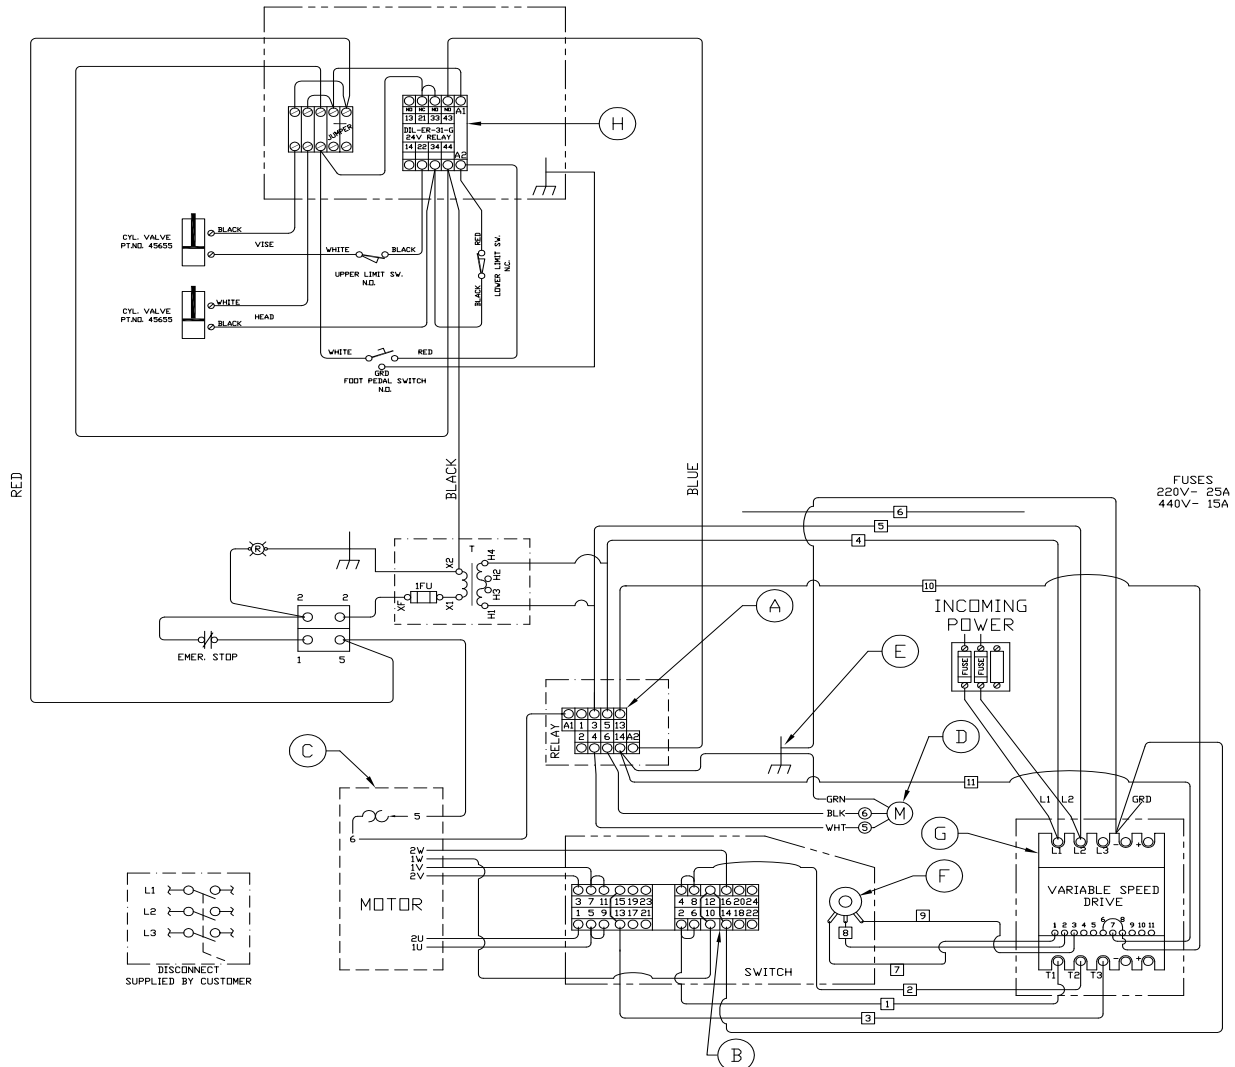 H
NO NC NO NO A1
13 21 33 43
DIL-ER-31-G
24V RELAY
14 22 34 44
A2
JUMPER
CYL. VALVE
PT.NO. 45655
BLACK
VISE
WHITE
BLACK
UPPER LIMIT SW.
N.O.
RED
BLACK
LOWER LIMIT SW.
N.C.
CYL. VALVE
PT.NO. 45655
WHITE
HEAD
BLACK
WHITE
RED
GRD
FOOT PEDAL SWITCH
N.O.
RED
BLACK
BLUE
FUSES
220V- 25A
440V- 15A
6
5
4
10
R
T
X2
H4
H2
H3
H1
X1
XF
1FU
2 2
1 5
EMER. STOP
A
INCOMING
POWER
FUSE FUSE
E
D
RELAY
A1 1 3 5 13
2 4 6 14 A2
C
11
GRN
BLK 6
WHT 5
M
L1 L2
GRD
G
5
6
MOTOR
2W
1W
1V
2V
2U
1U
L1
L2
L3
DISCONNECT
SUPPLIED BY CUSTOMER
3 7 11 15 19 23
1 5 9 13 17 21
4 8 12 16 20 24
2 6 10 14 18 22
SWITCH
F
9
8
7
2
1
3
B
L1 L2 L3 - +
VARIABLE SPEED
DRIVE
6 8
1 2 3 4 5 7 9 10 11
T1 T2 T3 - +